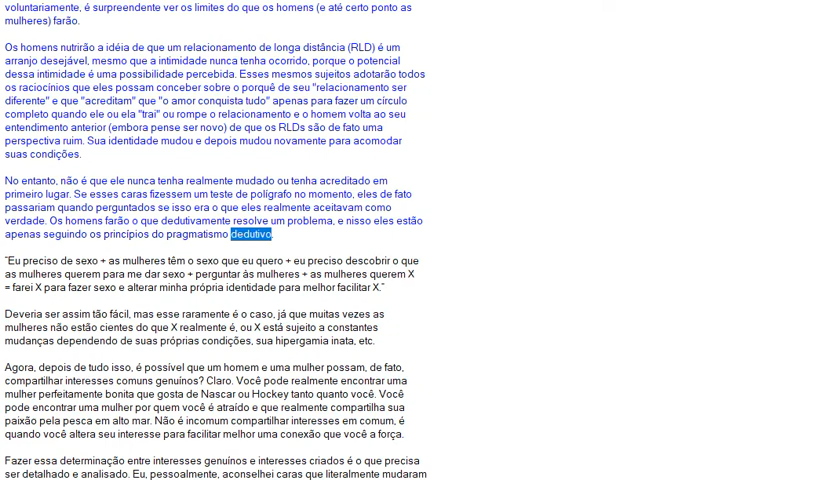 voluntariamente, é surpreendente ver os limites do que os homens (e até certo ponto as
mulheres) farão.
Os homens nutrirão a idéia de que um relacionamento de longa distância (RLD) é um
arranjo desejável, mesmo que a intimidade nunca tenha ocorrido, porque o potencial
dessa intimidade é uma possibilidade percebida. Esses mesmos sujeitos adotarão todos
os raciocínios que eles possam conceber sobre o porquê de seu "relacionamento ser
diferente" e que "acreditam" que "o amor conquista tudo" apenas para fazer um círculo
completo quando ele ou ela "trai" ou rompe o relacionamento e o homem volta ao seu
entendimento anterior (embora pense ser novo) de que os RLDs são de fato uma
perspectiva ruim. Sua identidade mudou e depois mudou novamente para acomodar
suas condições.
No entanto, não é que ele nunca tenha realmente mudado ou tenha acreditado em
primeiro lugar. Se esses caras fizessem um teste de polígrafo no momento, eles de fato
passariam quando perguntados se isso era o que eles realmente aceitavam como
verdade. Os homens farão o que dedutivamente resolve um problema, e nisso eles estão
apenas seguindo os princípios do pragmatismo dedutivo.
"Eu preciso de sexo + as mulheres têm o sexo que eu quero + eu preciso descobrir o que
as mulheres querem para me dar sexo + perguntar às mulheres + as mulheres querem X
= farei X para fazer sexo e alterar minha própria identidade para melhor facilitar X."
Deveria ser assim tão fácil, mas esse raramente é o caso, já que muitas vezes as
mulheres não estão cientes do que X realmente é, ou X está sujeito a constantes
mudanças dependendo de suas próprias condições, sua hipergamia inata, etc.
Agora, depois de tudo isso, é possível que um homem e uma mulher possam, de fato,
compartilhar interesses comuns genuínos? Claro. Você pode realmente encontrar uma
mulher perfeitamente bonita que gosta de Nascar ou Hockey tanto quanto você. Você
pode encontrar uma mulher por quem você é atraído e que realmente compartilha sua
paixão pela pesca em alto mar. Não é incomum compartilhar interesses em comum, é
quando você altera seu interesse para facilitar melhor uma conexão que você a força.
Fazer essa determinação entre interesses genuínos e interesses criados é o que precisa
ser detalhado e analisado. Eu, pessoalmente, aconselhei caras que literalmente mudaram